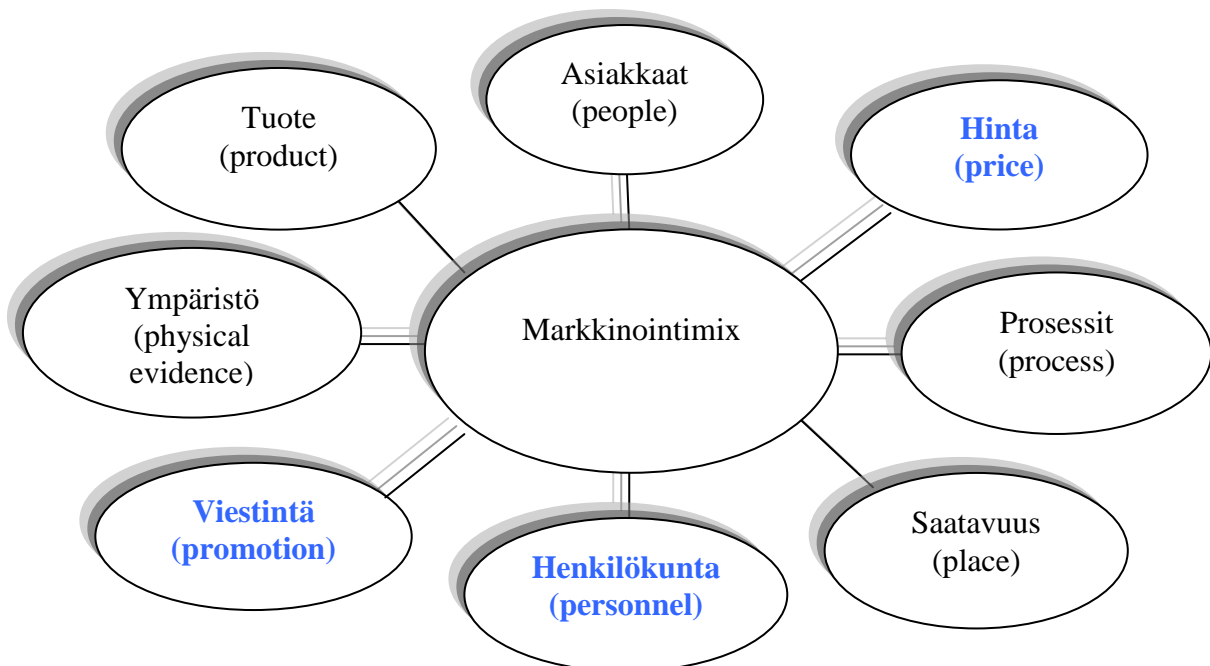 Asiakkaat
(people)
Tuote
(product)
Hinta
(price)
Ympäristö
(physical
evidence)
Markkinointimix
Prosessit
(process)
Viestintä
(promotion)
Henkilökunta
(personnel)
Saatavuus
(place)